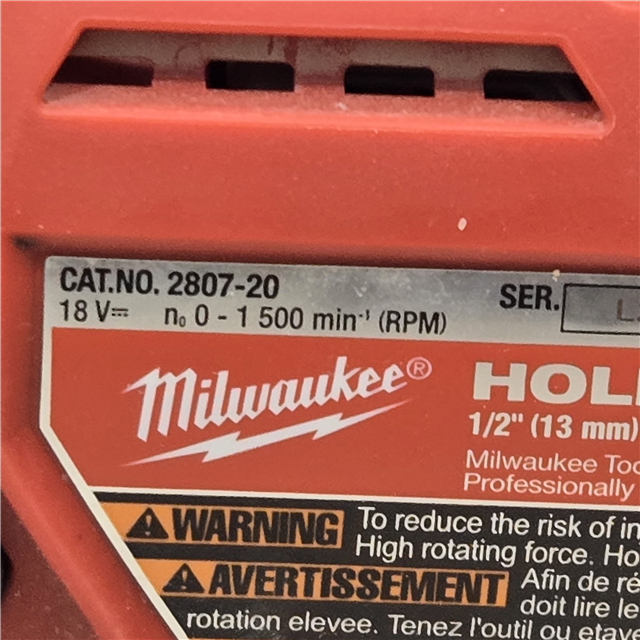 CAT.NO. 2807-20 SER.
18 V⎓ n₀ 0 - 1 500 min⁻¹ (RPM)
Milwaukee®
HOL
1/2" (13 mm)
Milwaukee Too
Professionally
⚠WARNING To reduce the risk of in
High rotating force. Ho
⚠AVERTISSEMENT Afin de ré
doit lire le
rotation elevee. Tenez l'outil ou etay